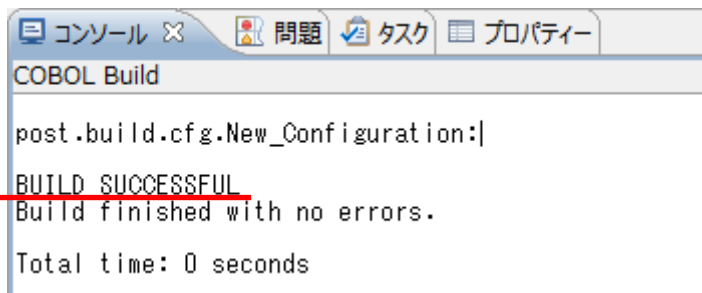 コンソール 問題 タスク プロパティー
COBOL Build
post.build.cfg.New_Configuration:
BUILD SUCCESSFUL
Build finished with no errors.
Total time: 0 seconds